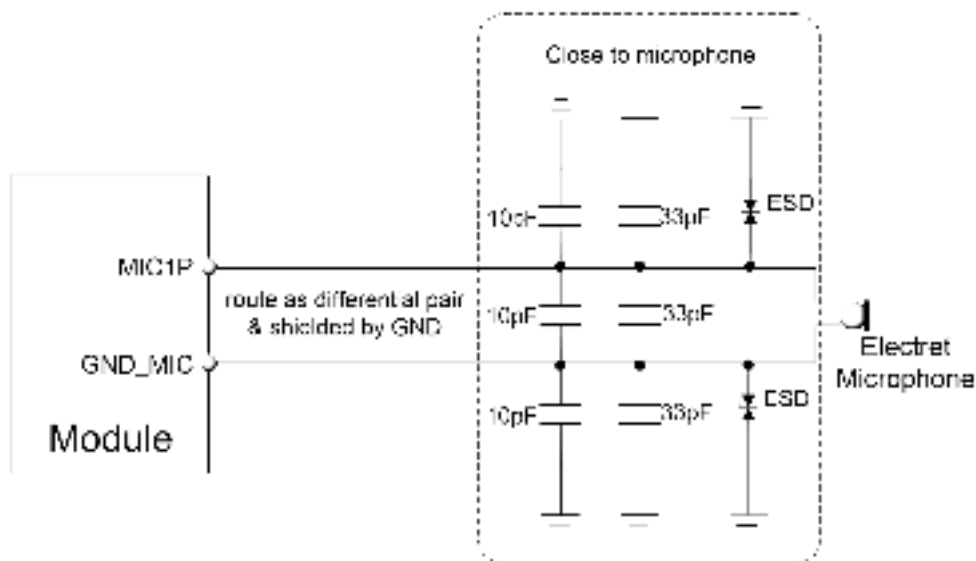 Close to microphone
10pF
33pF
ESD
MIC1P
route as differential pair
& shielded by GND
10pF
33pF
GND_MIC
Electret
Microphone
10pF
33pF
ESD
Module